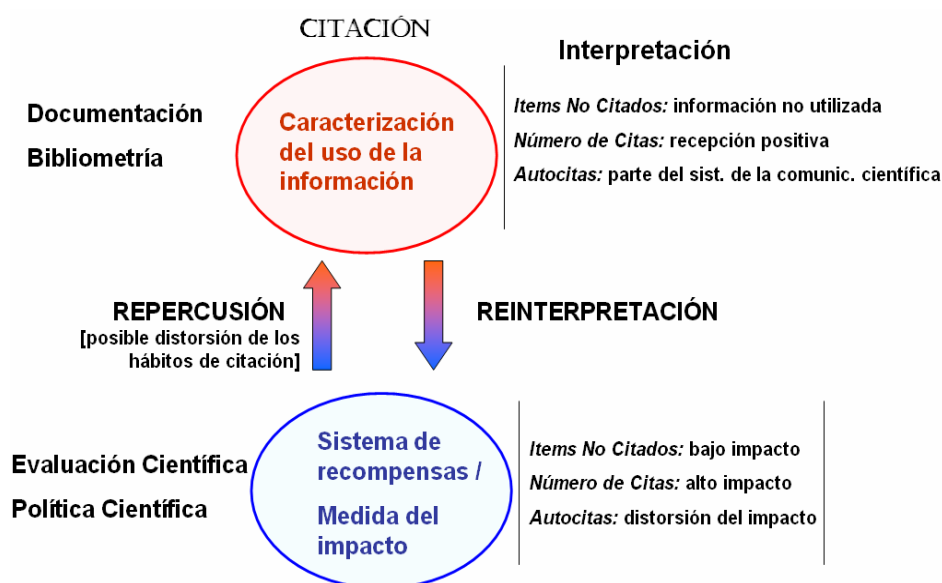 CITACIÓN
Interpretación
Documentación
Bibliometría
Caracterización
del uso de la
información
Items No Citados: información no utilizada
Número de Citas: recepción positiva
Autocitas: parte del sist. de la comunic. científica
REPERCUSIÓN
[posible distorsión de los
hábitos de citación]
REINTERPRETACIÓN
Evaluación Científica
Política Científica
Sistema de
recompensas /
Medida del
impacto
Items No Citados: bajo impacto
Número de Citas: alto impacto
Autocitas: distorsión del impacto